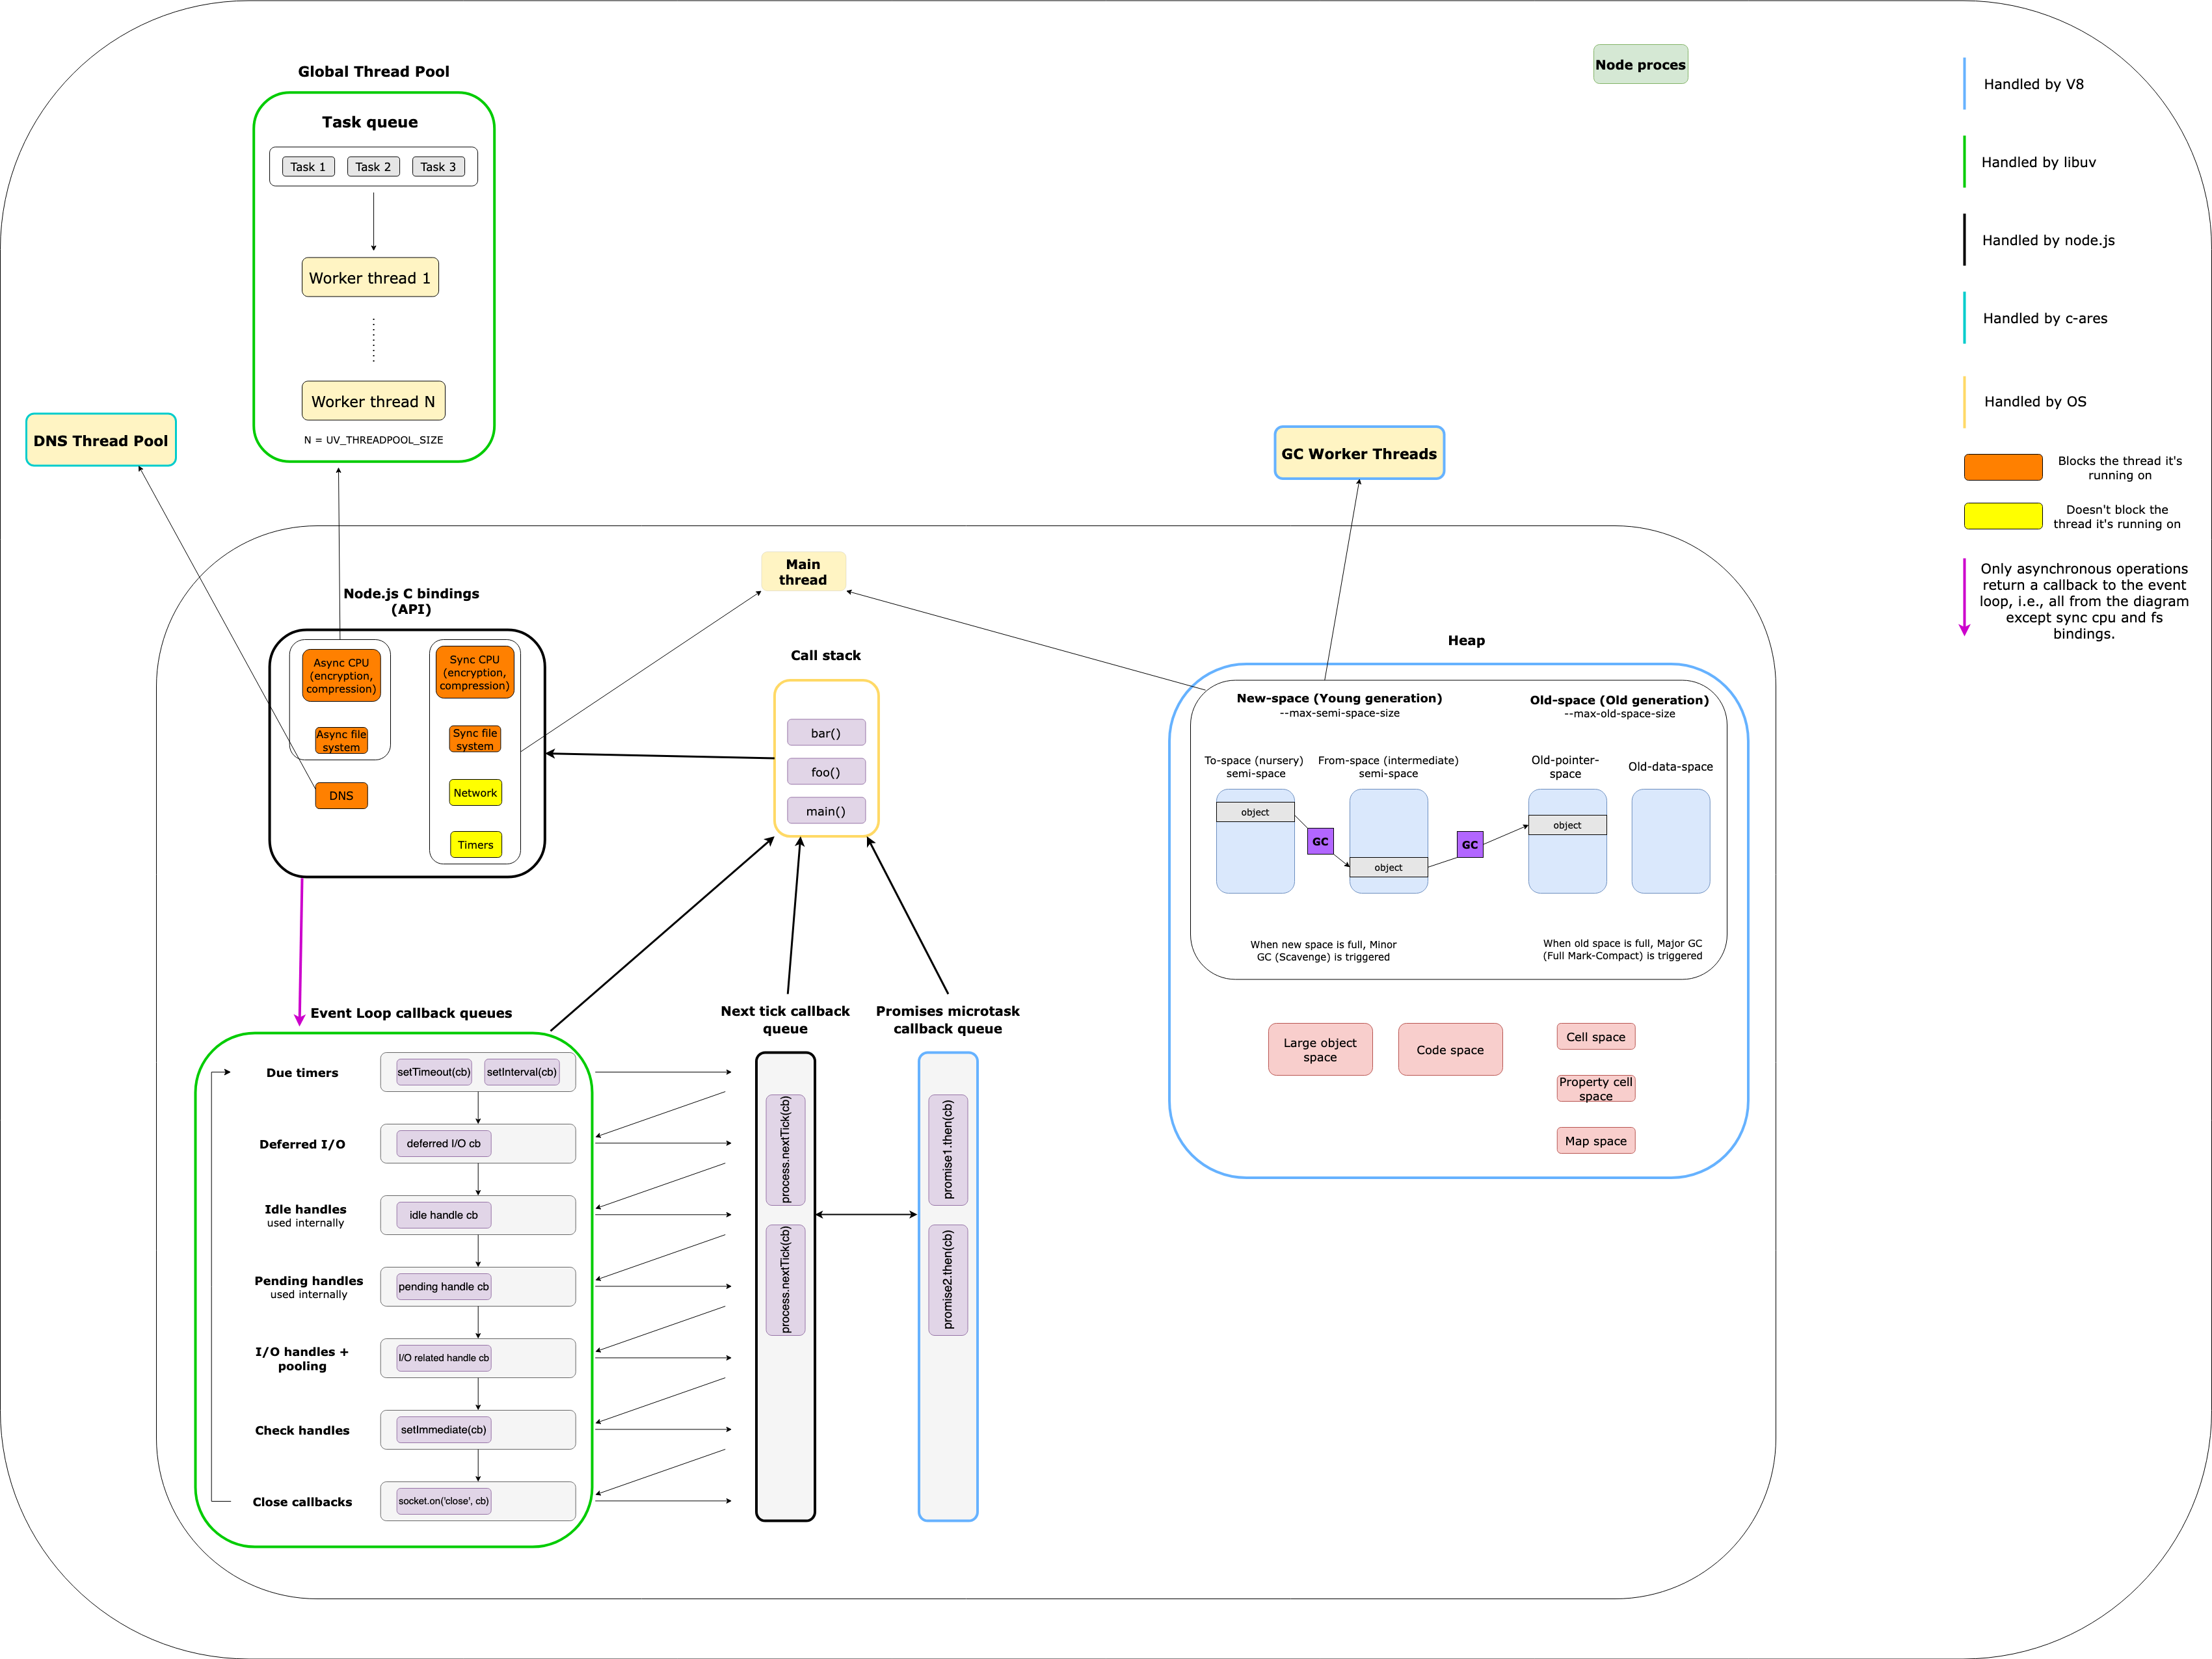 Global Thread Pool
Task queue
Task 1
Task 2
Task 3
Worker thread 1
Worker thread N
N = UV_THREADPOOL_SIZE
DNS Thread Pool
Node proces
Handled by V8
Handled by libuv
Handled by node.js
Handled by c-ares
Handled by OS
Blocks the thread it's
running on
Doesn't block the
thread it's running on
Only asynchronous operations
return a callback to the event
loop, i.e., all from the diagram
except sync cpu and fs
bindings.
GC Worker Threads
Main
thread
Node.js C bindings
(API)
Async CPU
(encryption,
compression)
Async file
system
DNS
Sync CPU
(encryption,
compression)
Sync file
system
Network
Timers
Call stack
bar()
foo()
main()
Heap
New-space (Young generation)
--max-semi-space-size
Old-space (Old generation)
--max-old-space-size
To-space (nursery)
semi-space
From-space (intermediate)
semi-space
Old-pointer-
space
Old-data-space
object
GC
object
GC
object
When new space is full, Minor
GC (Scavenge) is triggered
When old space is full, Major GC
(Full Mark-Compact) is triggered
Large object
space
Code space
Cell space
Property cell
space
Map space
Event Loop callback queues
Due timers
setTimeout(cb)
setInterval(cb)
Deferred I/O
deferred I/O cb
Idle handles
used internally
idle handle cb
Pending handles
used internally
pending handle cb
I/O handles +
pooling
I/O related handle cb
Check handles
setImmediate(cb)
Close callbacks
socket.on('close', cb)
Next tick callback
queue
process.nextTick(cb)
process.nextTick(cb)
Promises microtask
callback queue
promise1.then(cb)
promise2.then(cb)